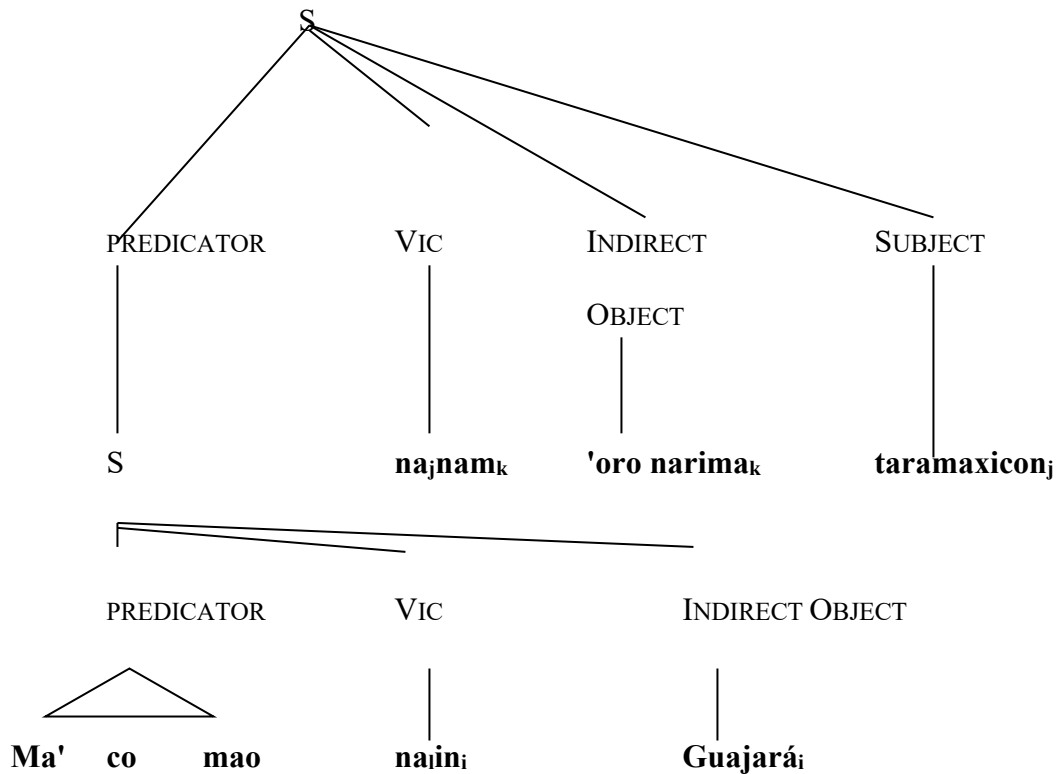 S
PREDICATOR VIC INDIRECT SUBJECT
OBJECT
S najnamk 'oro narimak taramaxiconj
PREDICATOR VIC INDIRECT OBJECT
Ma' co mao nalini Guajarái